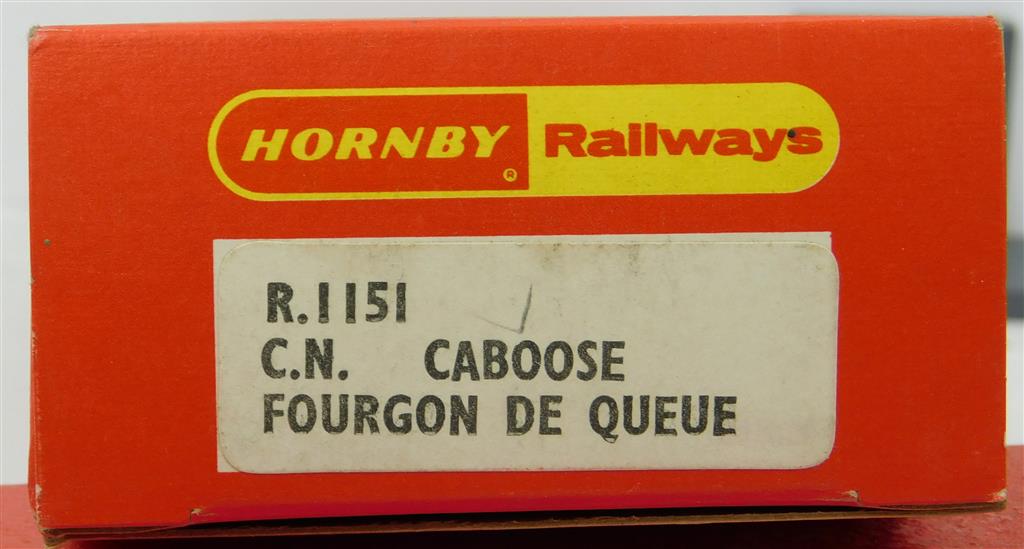 HORNBY ® Railways
R.1151
C.N. CABOOSE
FOURGON DE QUEUE